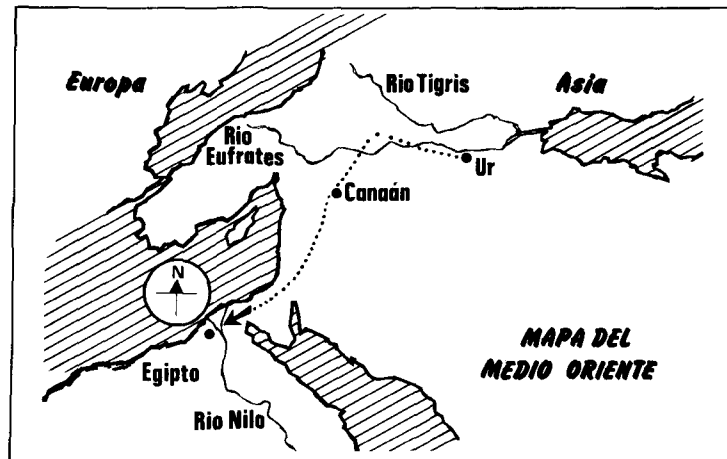 Europa
Rio Tigris
Asia
Rio
Eufrates
Ur
Canaán
N
MAPA DEL
MEDIO ORIENTE
Egipto
Rio Nilo